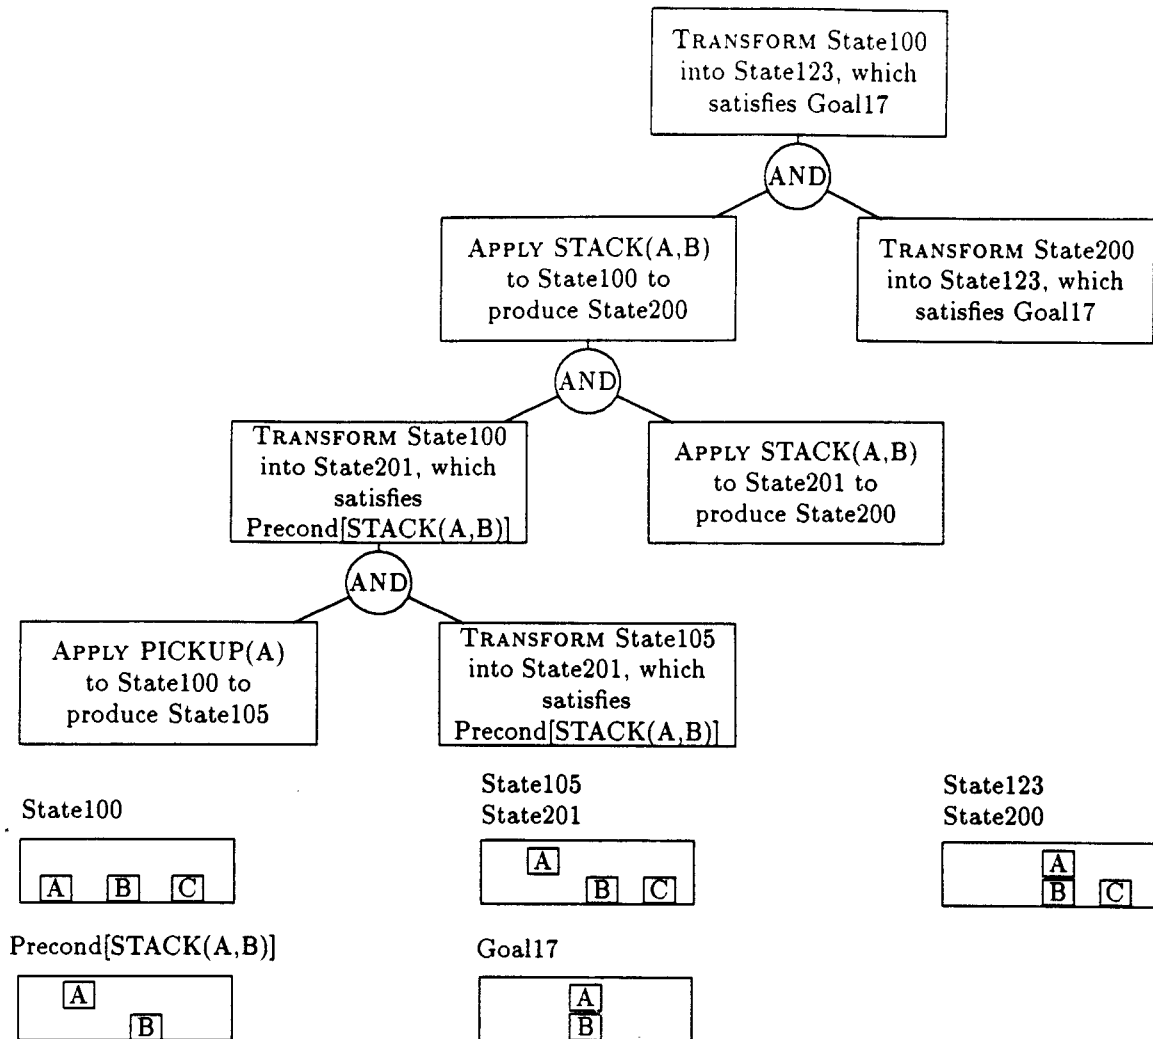 TRANSFORM State100
into State123, which
satisfies Goal17
AND
APPLY STACK(A,B)
to State100 to
produce State200
TRANSFORM State200
into State123, which
satisfies Goal17
AND
TRANSFORM State100
into State201, which
satisfies
Precond[STACK(A,B)]
APPLY STACK(A,B)
to State201 to
produce State200
AND
APPLY PICKUP(A)
to State100 to
produce State105
TRANSFORM State105
into State201, which
satisfies
Precond[STACK(A,B)]
State100
A B C
State105
State201
A
B C
State123
State200
A
B C
Precond[STACK(A,B)]
A
B
Goal17
A
B